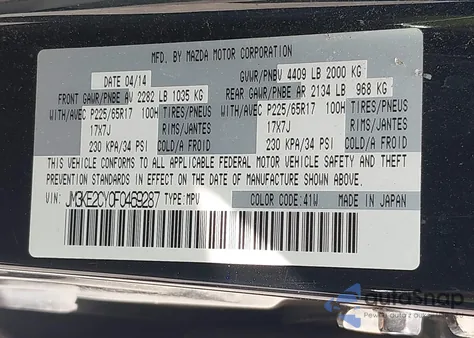 MFD. BY MAZDA MOTOR CORPORATION
DATE 04/14 GVWR/PNBV 4409 LB 2000 KG
FRONT GAWR/PNBE AV 2282 LB 1035 KG REAR GAWR/PNBE AR 2134 LB 968 KG
WITH/AVEC P225/65R17 100H TIRES/PNEUS WITH/AVEC P225/65R17 100H TIRES/PNEUS
17X7J RIMS/JANTES 17X7J RIMS/JANTES
230 KPA/34 PSI COLD/A FROID 230 KPA/34 PSI COLD/A FROID
THIS VEHICLE CONFORMS TO ALL APPLICABLE FEDERAL MOTOR VEHICLE SAFETY AND THEFT
PREVENTION STANDARDS IN EFFECT ON THE DATE OF MANUFACTURE SHOWN ABOVE.
VIN: JM3KE2CY0F0469287 TYPE:MPV COLOR CODE:41W MADE IN JAPAN
autoSnap